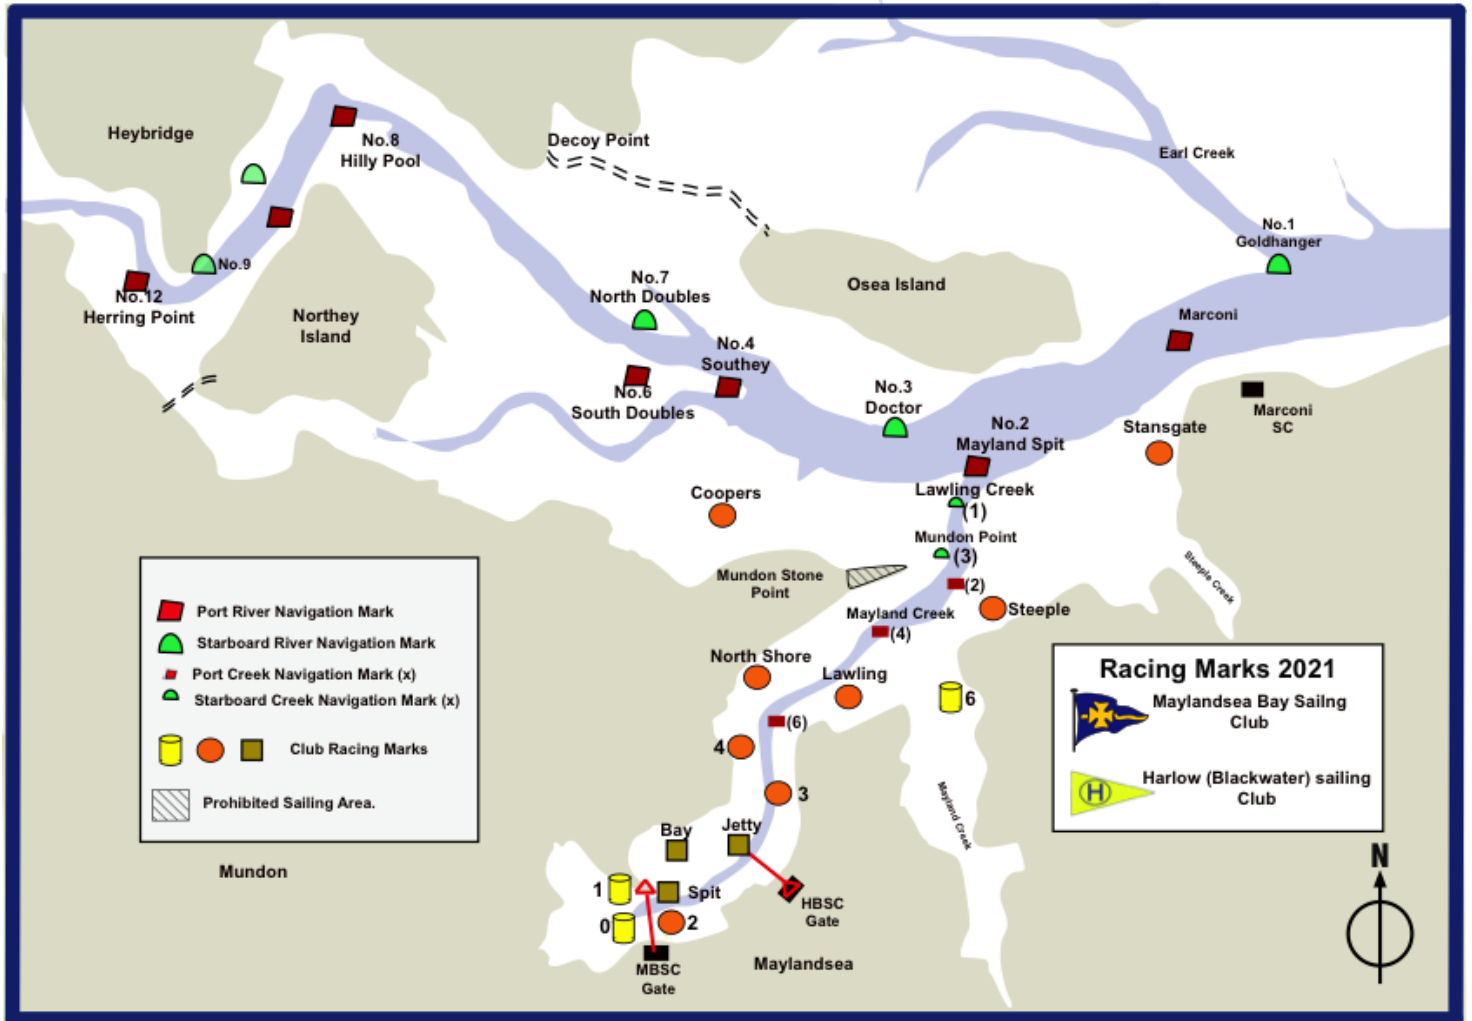 Heybridge
No.8
Hilly Pool
Decoy Point
Earl Creek
No.1
Goldhanger
No.9
No.12
Herring Point
Northey
Island
No.7
North Doubles
Osea Island
Marconi
No.4
Southey
No.6
South Doubles
No.3
Doctor
No.2
Mayland Spit
Stansgate
Marconi
SC
Coopers
Lawling Creek
(1)
Mundon Point
(3)
Mundon Stone
Point
(2)
Steeple Creek
Mayland Creek
(4)
Steeple
North Shore
Lawling
6
(6)
4
3
Mayland Creek
Bay
Jetty
1
Spit
0
2
HBSC
Gate
MBSC
Gate
Maylandsea
Mundon
Port River Navigation Mark
Starboard River Navigation Mark
Port Creek Navigation Mark (x)
Starboard Creek Navigation Mark (x)
Club Racing Marks
Prohibited Sailing Area.
Racing Marks 2021
Maylandsea Bay Sailng
Club
H
Harlow (Blackwater) sailing
Club
N